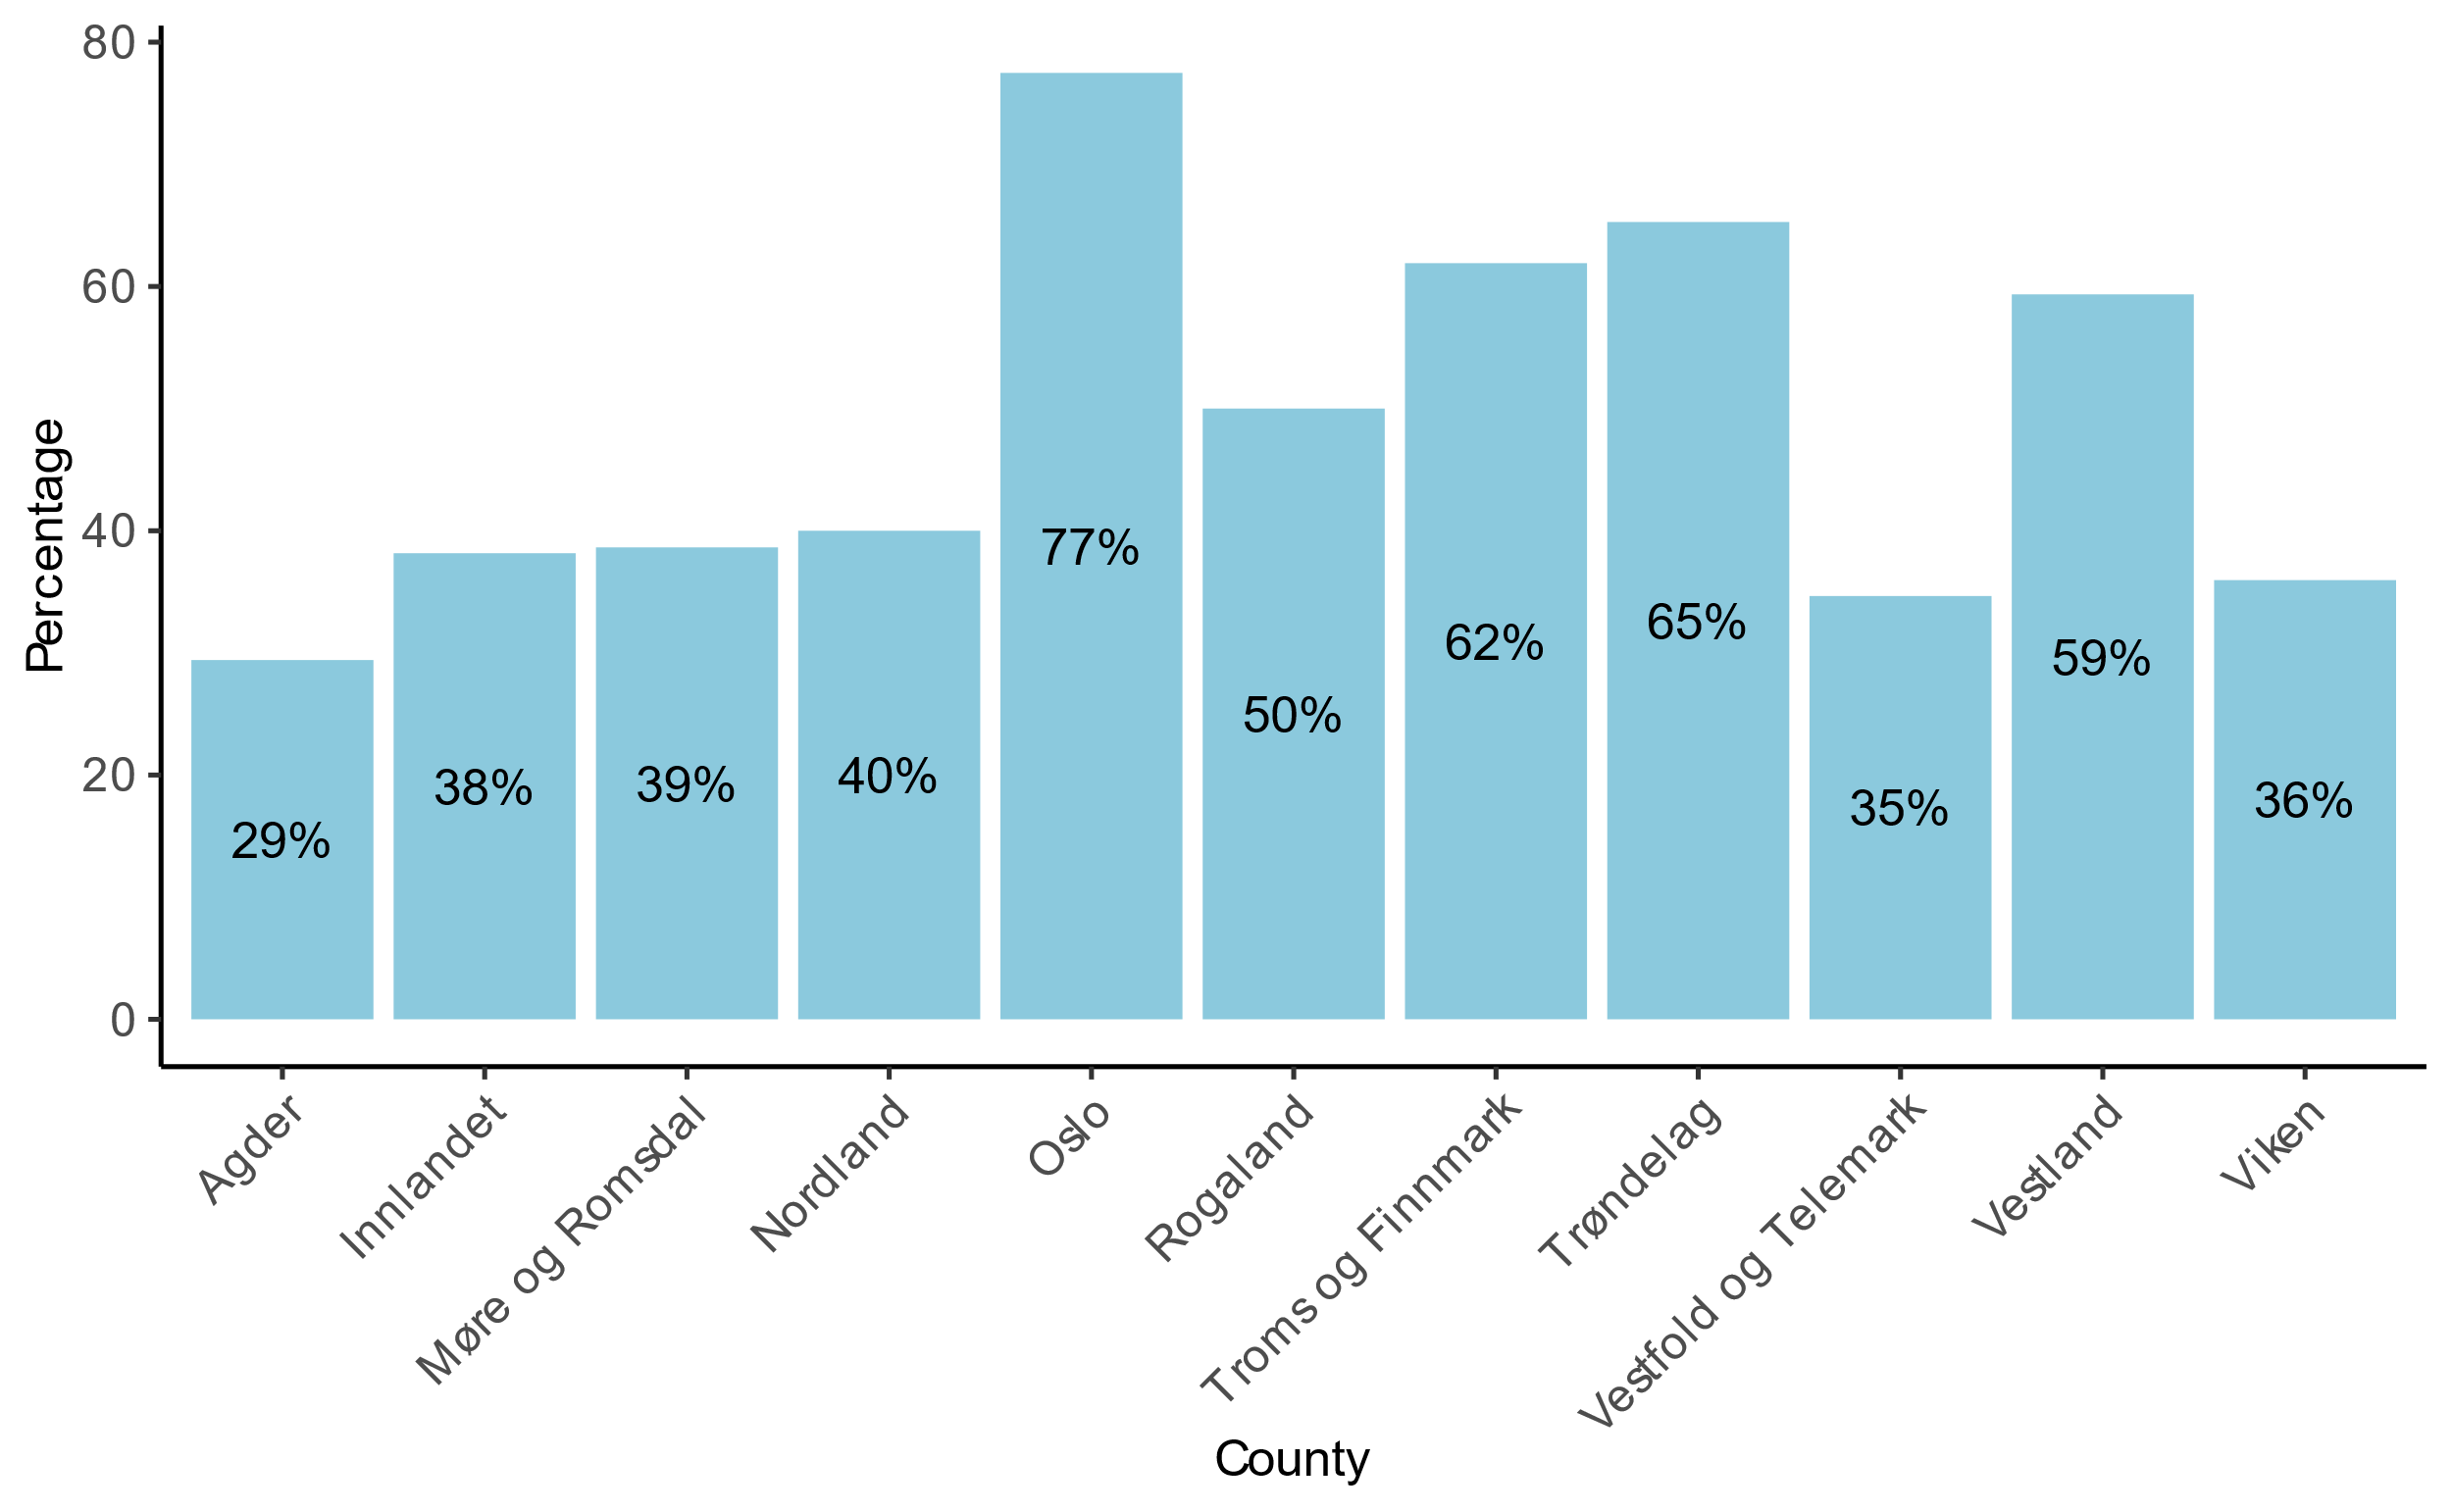 80
60
40
20
0
Percentage
29%
38%
39%
40%
77%
50%
62%
65%
35%
59%
36%
Agder
Innlandet
Møre og Romsdal
Nordland
Oslo
Rogaland
Troms og Finnmark
Trøndelag
Vestfold og Telemark
Vestland
Viken
County